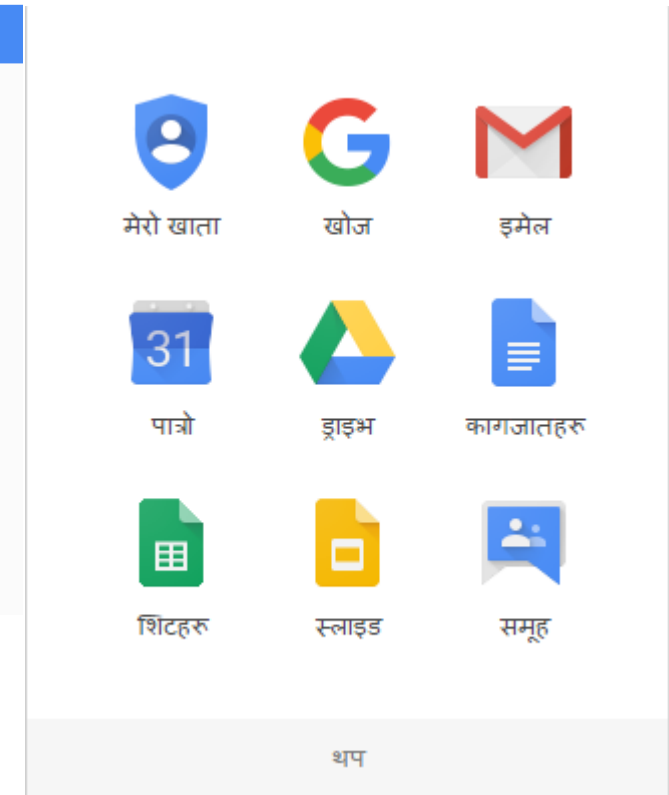 मेरो खाता खोज इमेल
31
पात्रो ड्राइभ कागजातहरू
शिटहरू स्लाइड समूह
थप